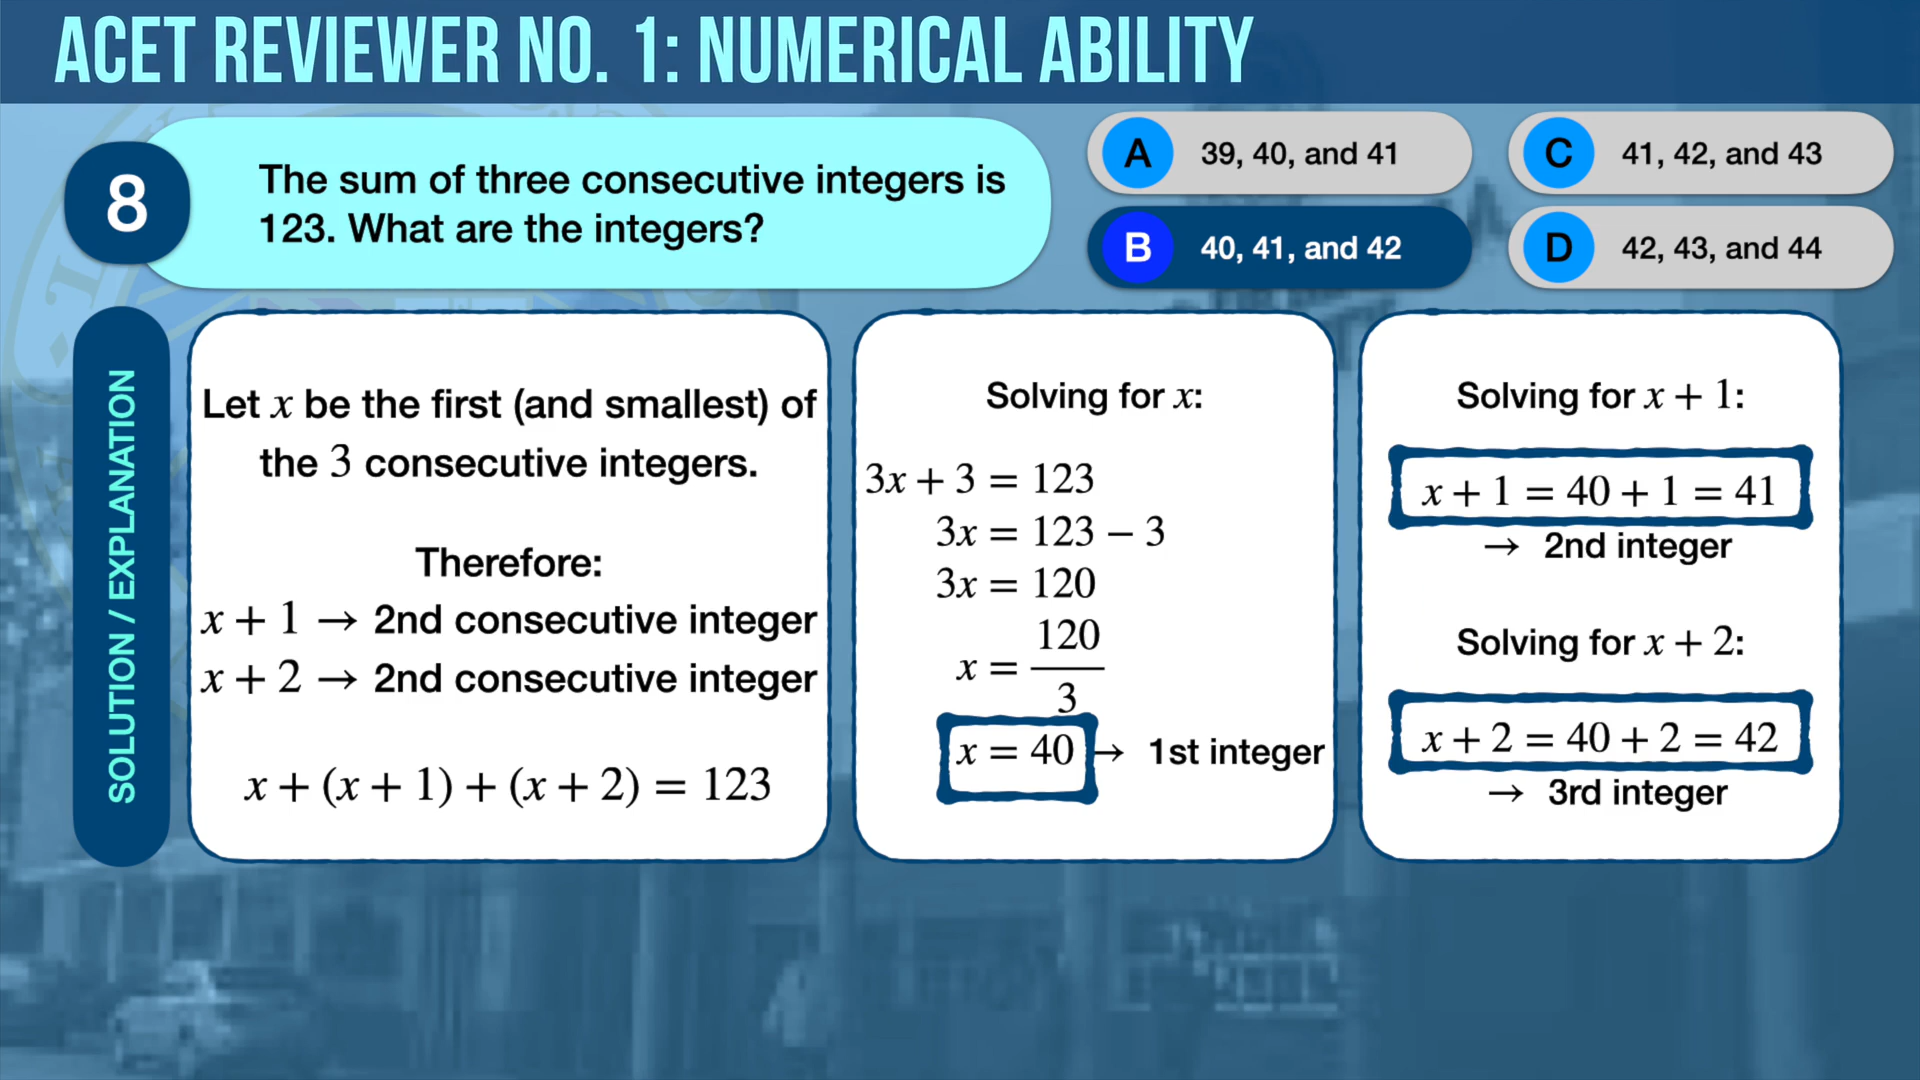 ACET REVIEWER NO. 1: NUMERICAL ABILITY
8
The sum of three consecutive integers is
123. What are the integers?
A 39, 40, and 41
B 40, 41, and 42
C 41, 42, and 43
D 42, 43, and 44
SOLUTION / EXPLANATION
Let x be the first (and smallest) of
the 3 consecutive integers.
Therefore:
x + 1 → 2nd consecutive integer
x + 2 → 2nd consecutive integer
x + (x + 1) + (x + 2) = 123
Solving for x:
3x + 3 = 123
3x = 123 – 3
3x = 120
x = 120/3
x = 40 → 1st integer
Solving for x + 1:
x + 1 = 40 + 1 = 41
→ 2nd integer
Solving for x + 2:
x + 2 = 40 + 2 = 42
→ 3rd integer